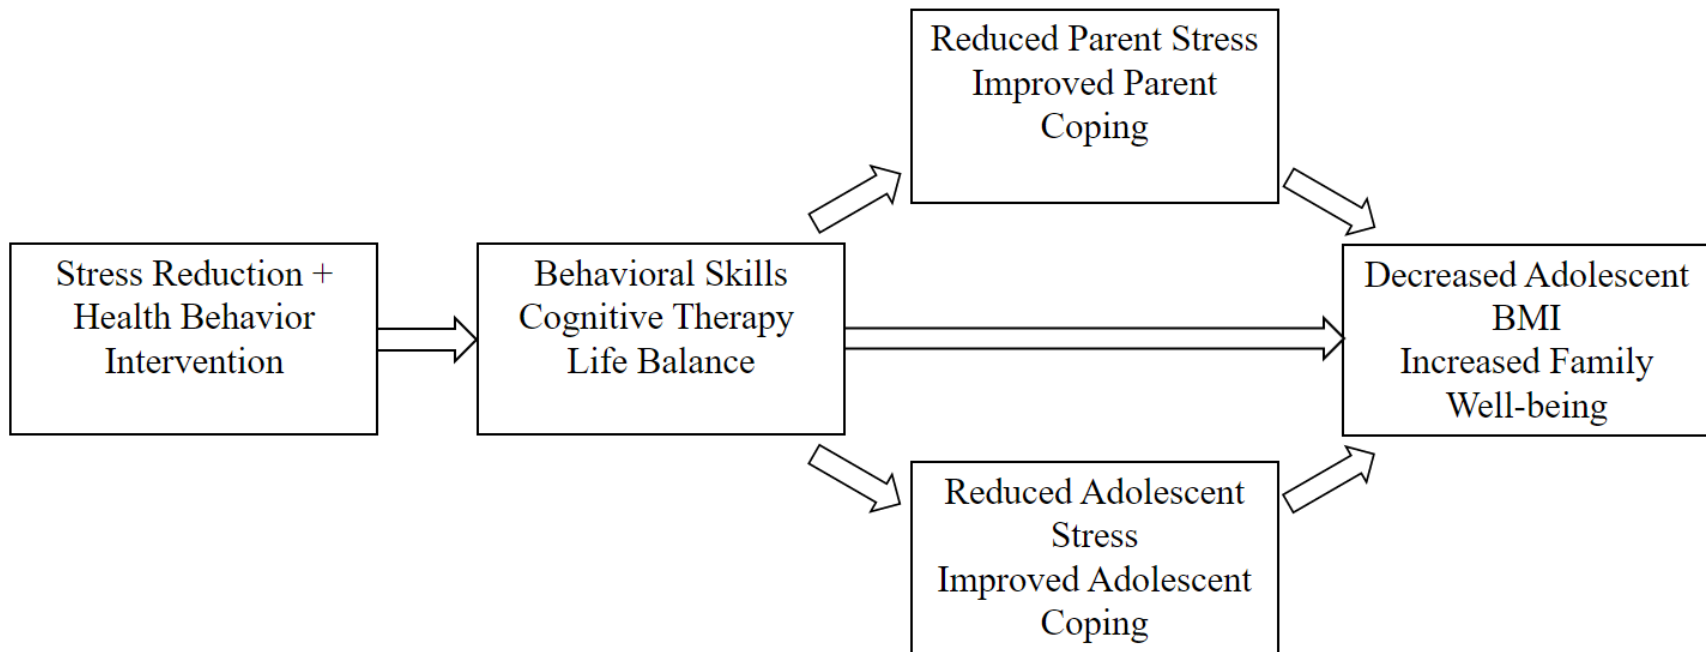 Reduced Parent Stress
Improved Parent
Coping
Stress Reduction +
Health Behavior
Intervention
Behavioral Skills
Cognitive Therapy
Life Balance
Decreased Adolescent
BMI
Increased Family
Well-being
Reduced Adolescent
Stress
Improved Adolescent
Coping